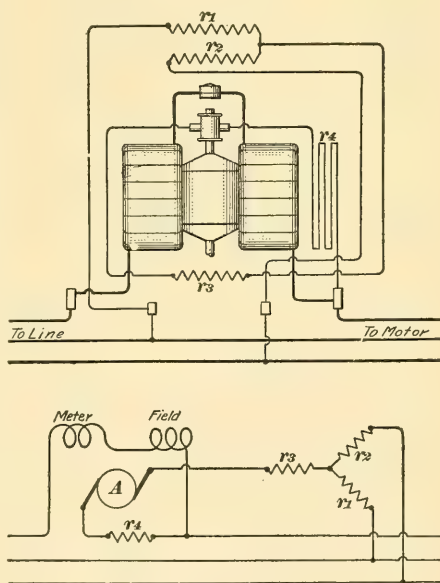 r1
r2
r4
r3
To Line To Motor
Meter Field
A
r3
r2
r1
r4